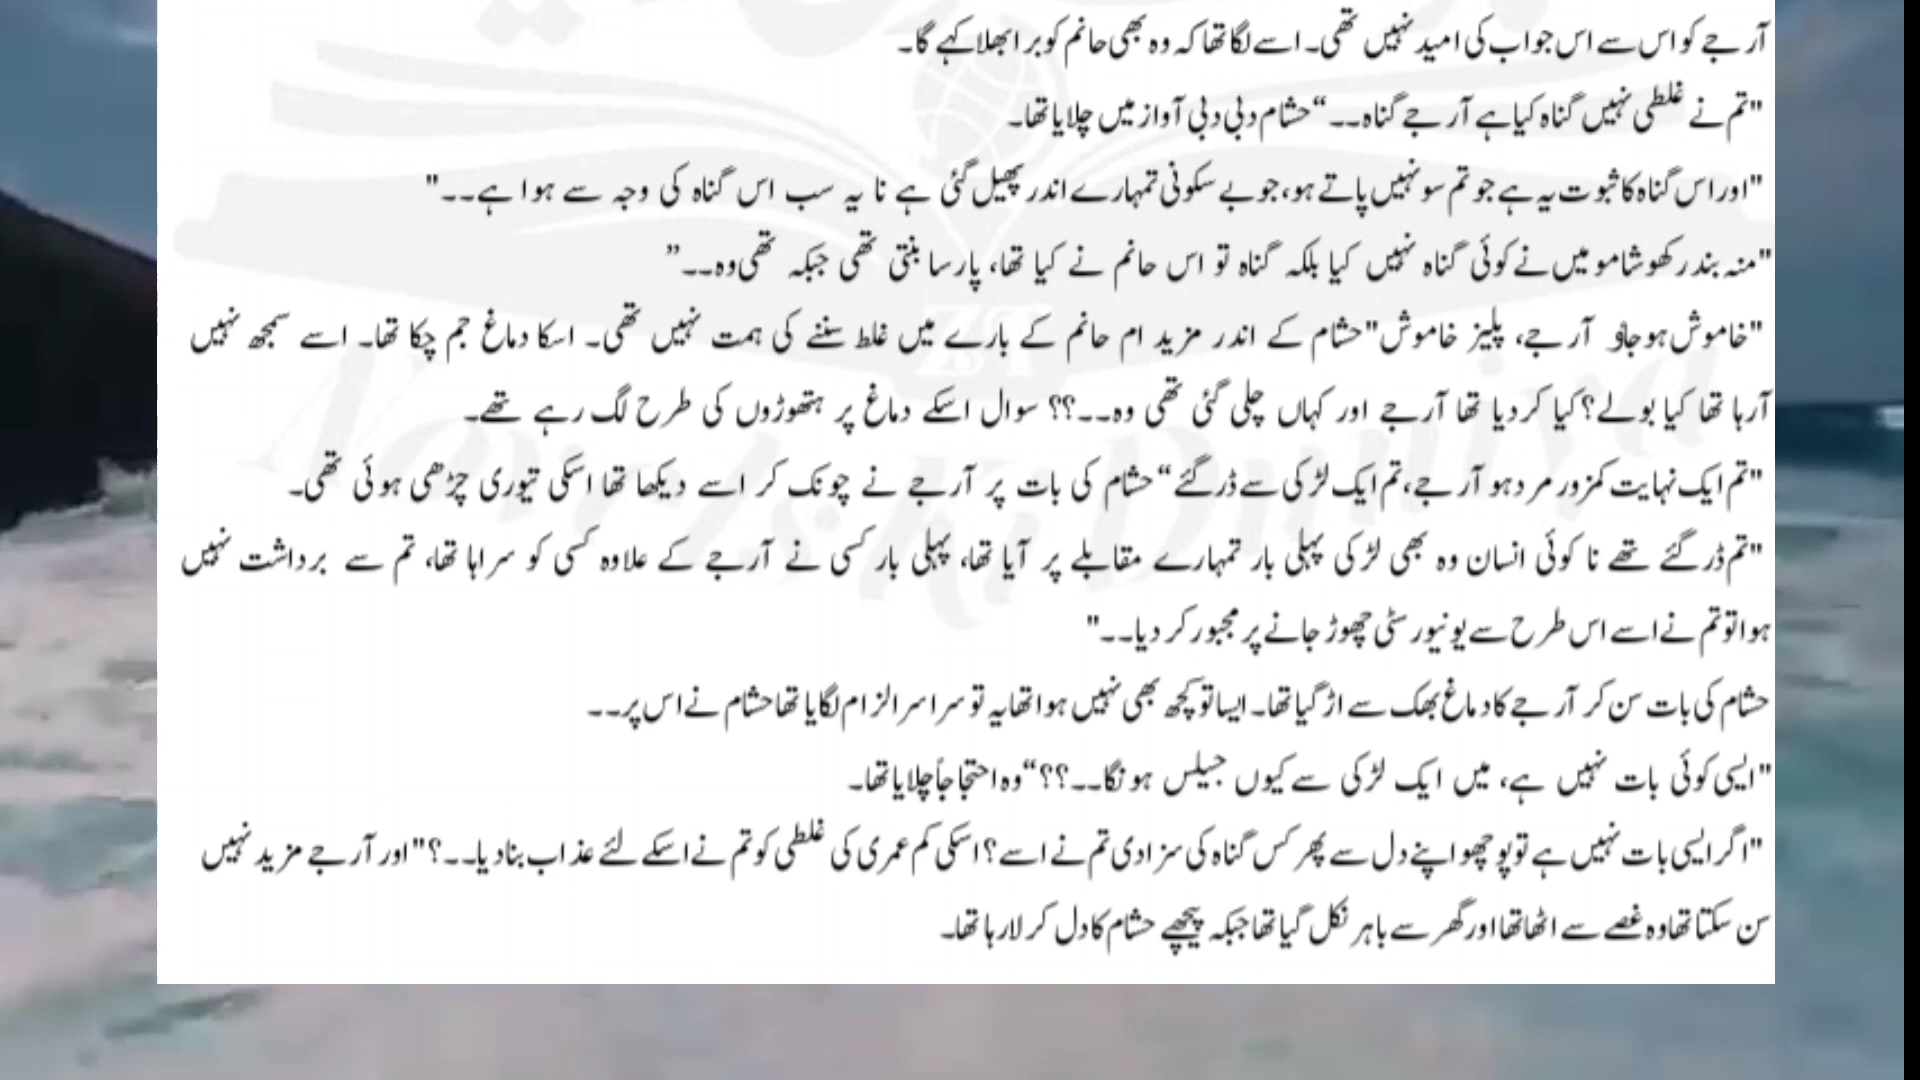 آرجے کو اس سے اس جواب کی امید نہیں تھی۔ اسے لگا تھا کہ وہ بھی حانم کو برا بھلا کہے گا۔
"تم نے غلطی نہیں گناہ کیا ہے آرجے گناہ۔۔“ حشام دبی دبی آواز میں چلایا تھا۔
"اور اس گناہ کا ثبوت یہ ہے جو تم سو نہیں پاتے ہو، جو بے سکونی تمہارے اندر پھیل گئی ہے نا یہ سب اس گناہ کی وجہ سے ہوا ہے۔۔"
"منہ بند رکھو شامو میں نے کوئی گناہ نہیں کیا بلکہ گناہ تو اس حانم نے کیا تھا، پارسا بنتی تھی جبکہ تھی وہ۔۔”
"خاموش ہو جاؤ آرجے، پلیز خاموش" حشام کے اندر مزید ام حانم کے بارے میں غلط سننے کی ہمت نہیں تھی۔ اسکا دماغ جم چکا تھا۔ اسے سمجھ نہیں
آرہا تھا کیا بولے؟ کیا کر دیا تھا آرجے اور کہاں چلی گئی تھی وہ۔۔؟؟ سوال اسکے دماغ پر ہتھوڑوں کی طرح لگ رہے تھے۔
"تم ایک نہایت کمزور مرد ہو آرجے، تم ایک لڑکی سے ڈر گئے“ حشام کی بات پر آرجے نے چونک کر اسے دیکھا تھا اسکی تیوری چڑھی ہوئی تھی۔
"تم ڈر گئے تھے نا کوئی انسان وہ بھی لڑکی پہلی بار تمہارے مقابلے پر آیا تھا، پہلی بار کسی نے آرجے کے علاوہ کسی کو سراہا تھا، تم سے برداشت نہیں
ہوا تو تم نے اسے اس طرح سے یونیورسٹی چھوڑ جانے پر مجبور کر دیا۔۔"
حشام کی بات سن کر آرجے کا دماغ بھک سے اڑ گیا تھا۔ ایسا تو کچھ بھی نہیں ہوا تھا یہ تو سراسر الزام لگایا تھا حشام نے اس پر۔۔
"ایسی کوئی بات نہیں ہے، میں ایک لڑکی سے کیوں جیلس ہونگا۔۔؟؟“ وہ احتجاجاً چلایا تھا۔
"اگر ایسی بات نہیں ہے تو پوچھو اپنے دل سے پھر کس گناہ کی سزا دی تم نے اسے؟ اسکی کم عمری کی غلطی کو تم نے اسکے لئے عذاب بنا دیا۔۔؟" اور آرجے مزید نہیں
سن سکتا تھا وہ غصے سے اٹھا تھا اور گھر سے باہر نکل گیا تھا جبکہ پیچھے حشام کا دل کر لا رہا تھا۔